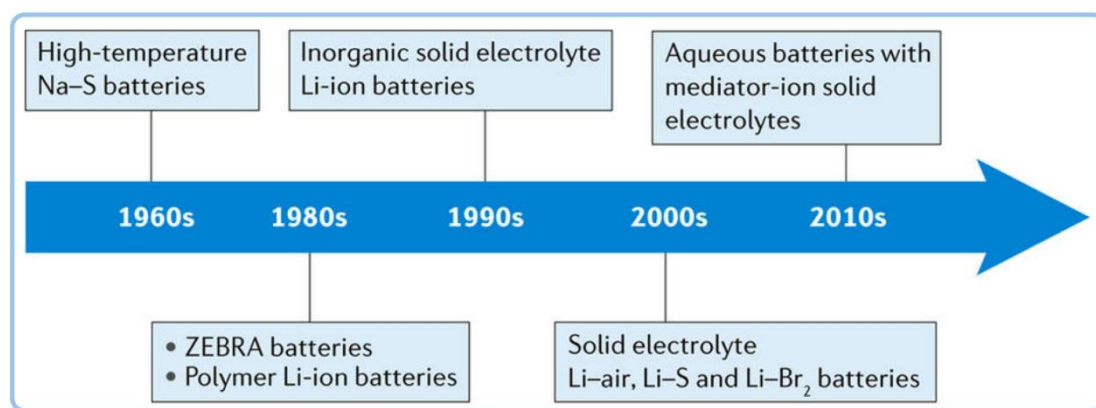 High-temperature
Na–S batteries
Inorganic solid electrolyte
Li-ion batteries
Aqueous batteries with
mediator-ion solid
electrolytes
1960s
1980s
1990s
2000s
2010s
• ZEBRA batteries
• Polymer Li-ion batteries
Solid electrolyte
Li–air, Li–S and Li–Br₂ batteries